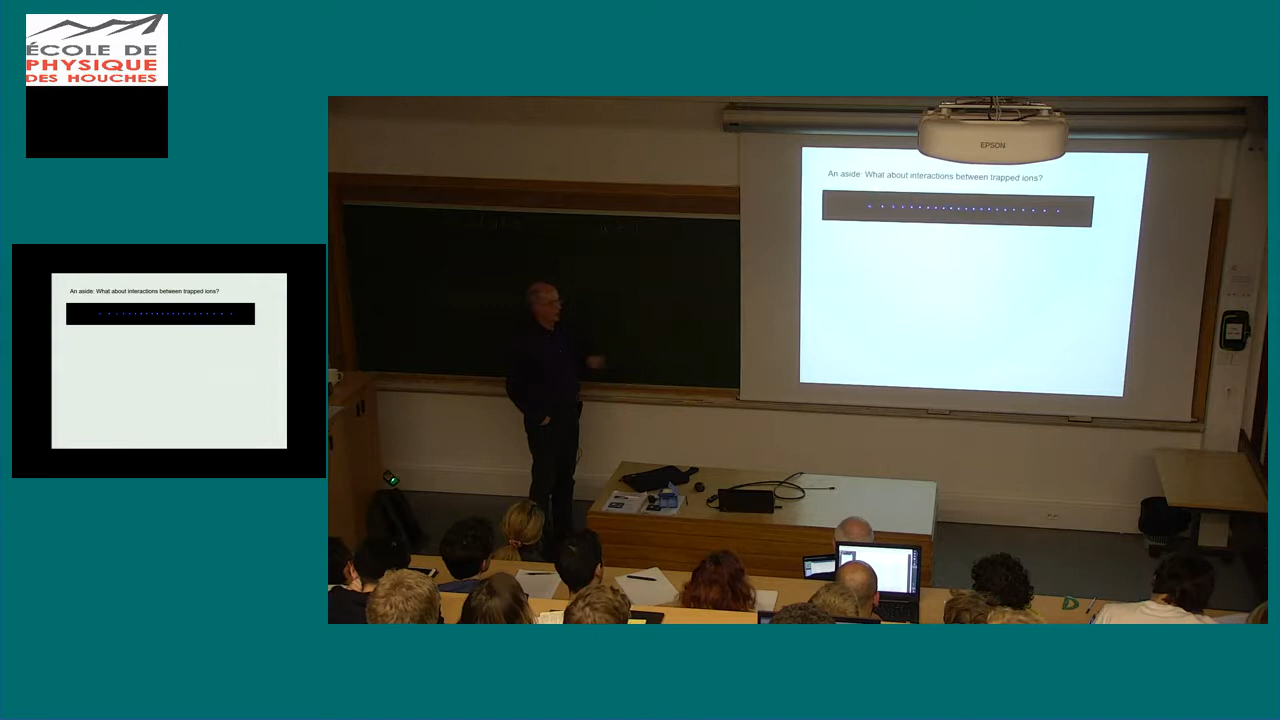 ÉCOLE DE
PHYSIQUE
DES HOUCHES
An aside: What about interactions between trapped ions?
EPSON
An aside: What about interactions between trapped ions?